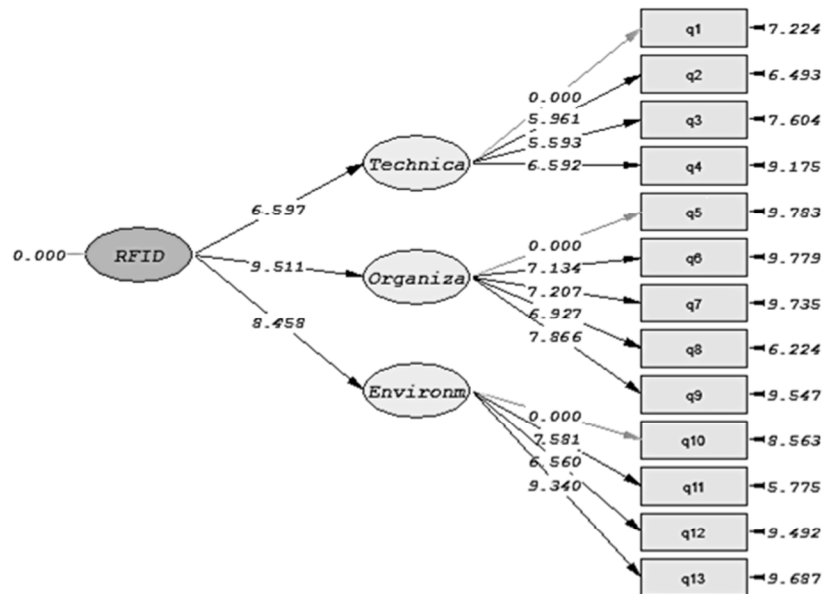 q1 7.224
q2 6.493
0.000
5.961
q3 7.604
5.593
Technica 6.592 q4 9.175
6.597
q5 9.783
0.000 RFID 0.000
7.134 q6 9.779
9.511 Organiza
7.207 q7 9.735
6.927
8.458 7.866 q8 6.224
Environm q9 9.547
0.000
7.581 q10 8.563
6.560
9.340 q11 5.775
q12 9.492
q13 9.687